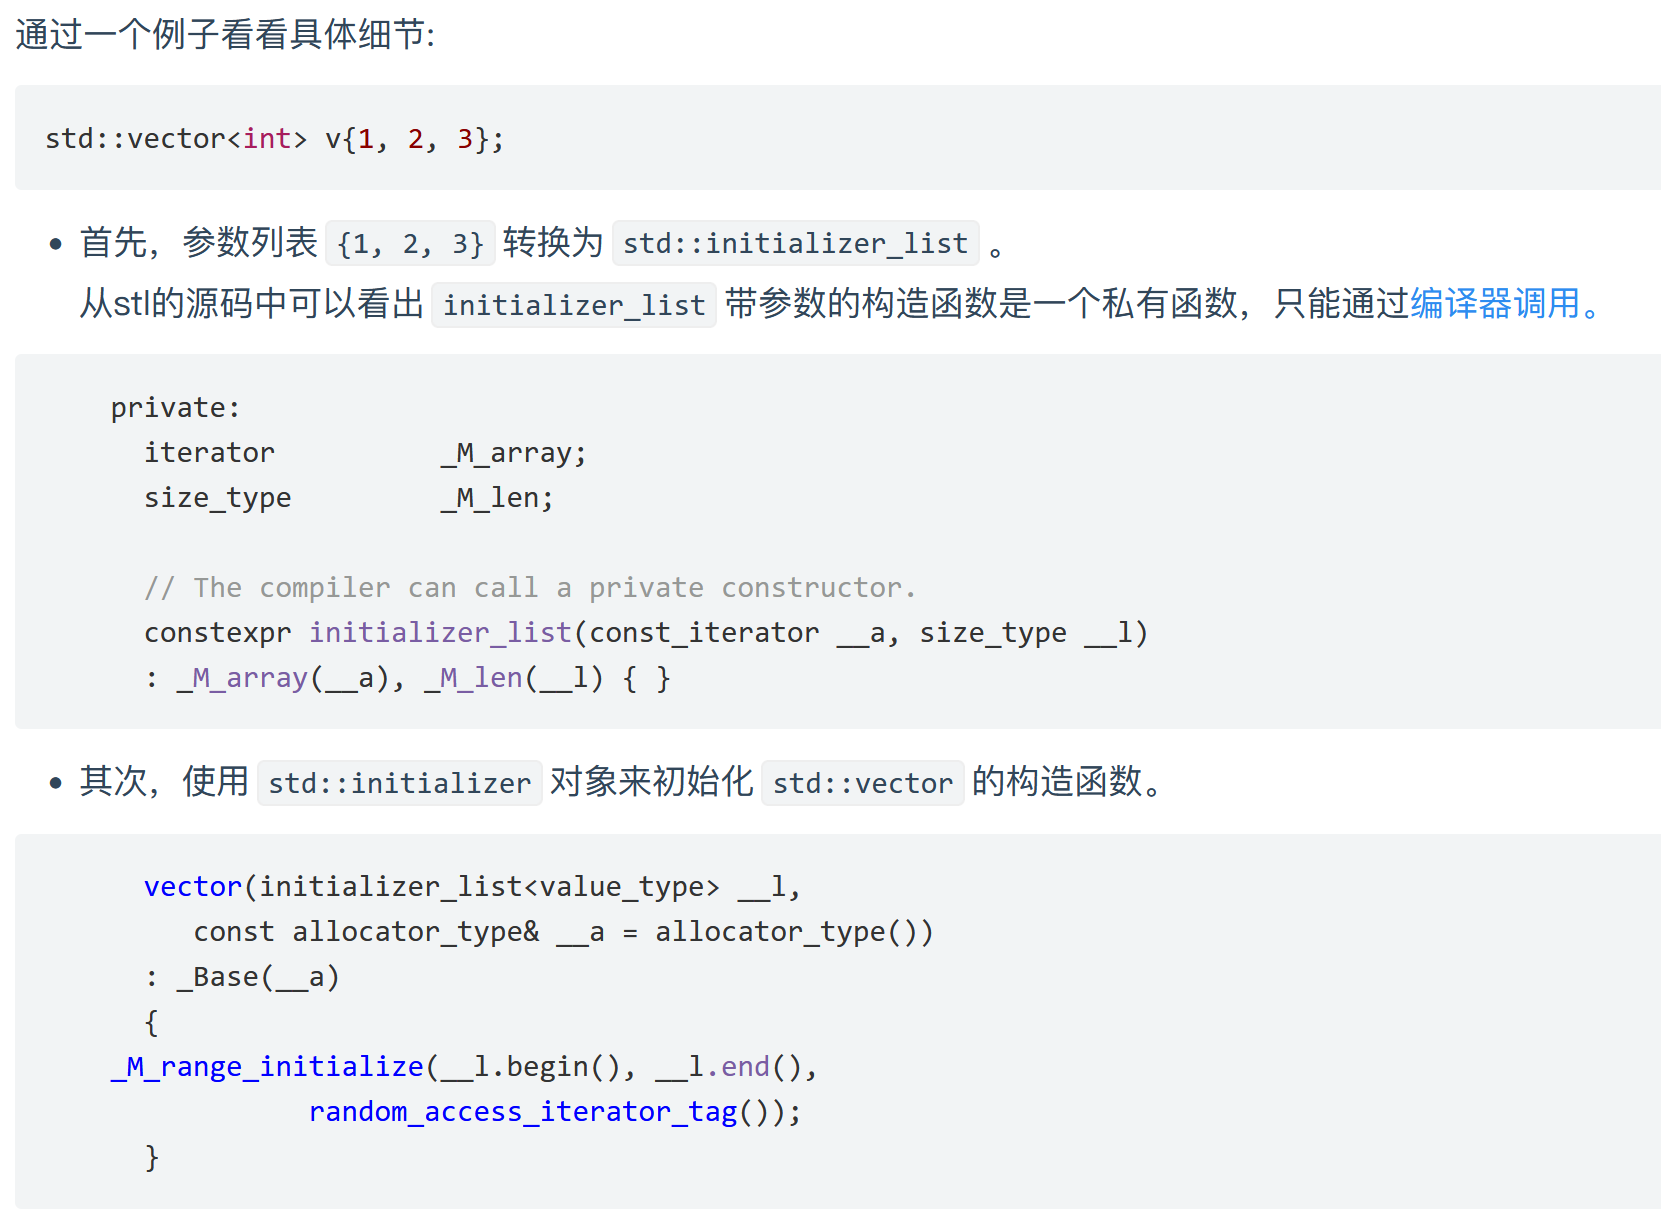 通过一个例子看看具体细节:
std::vector<int> v{1, 2, 3};
• 首先，参数列表 {1, 2, 3} 转换为 std::initializer_list 。
从stl的源码中可以看出 initializer_list 带参数的构造函数是一个私有函数，只能通过编译器调用。
private:
iterator _M_array;
size_type _M_len;
// The compiler can call a private constructor.
constexpr initializer_list(const_iterator __a, size_type __l)
: _M_array(__a), _M_len(__l) { }
• 其次，使用 std::initializer 对象来初始化 std::vector 的构造函数。
vector(initializer_list<value_type> __l,
const allocator_type& __a = allocator_type())
: _Base(__a)
{
_M_range_initialize(__l.begin(), __l.end(),
random_access_iterator_tag());
}